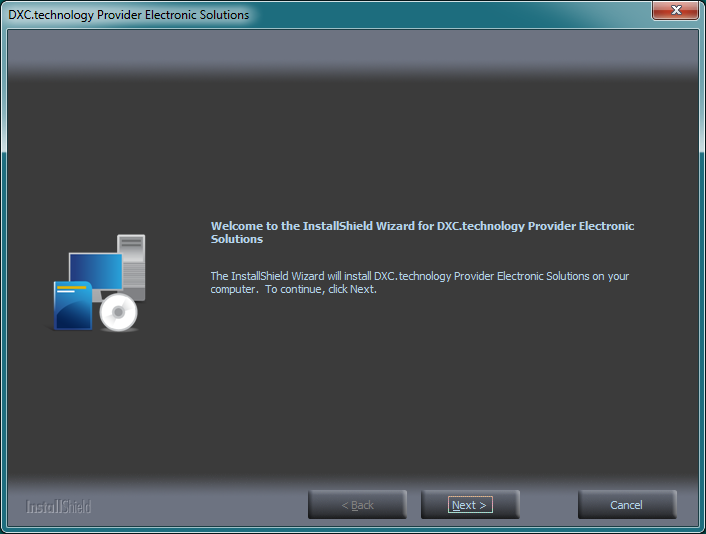 DXC.technology Provider Electronic Solutions
Welcome to the InstallShield Wizard for DXC.technology Provider Electronic
Solutions
The InstallShield Wizard will install DXC.technology Provider Electronic Solutions on your
computer.  To continue, click Next.
InstallShield
< Back
Next >
Cancel